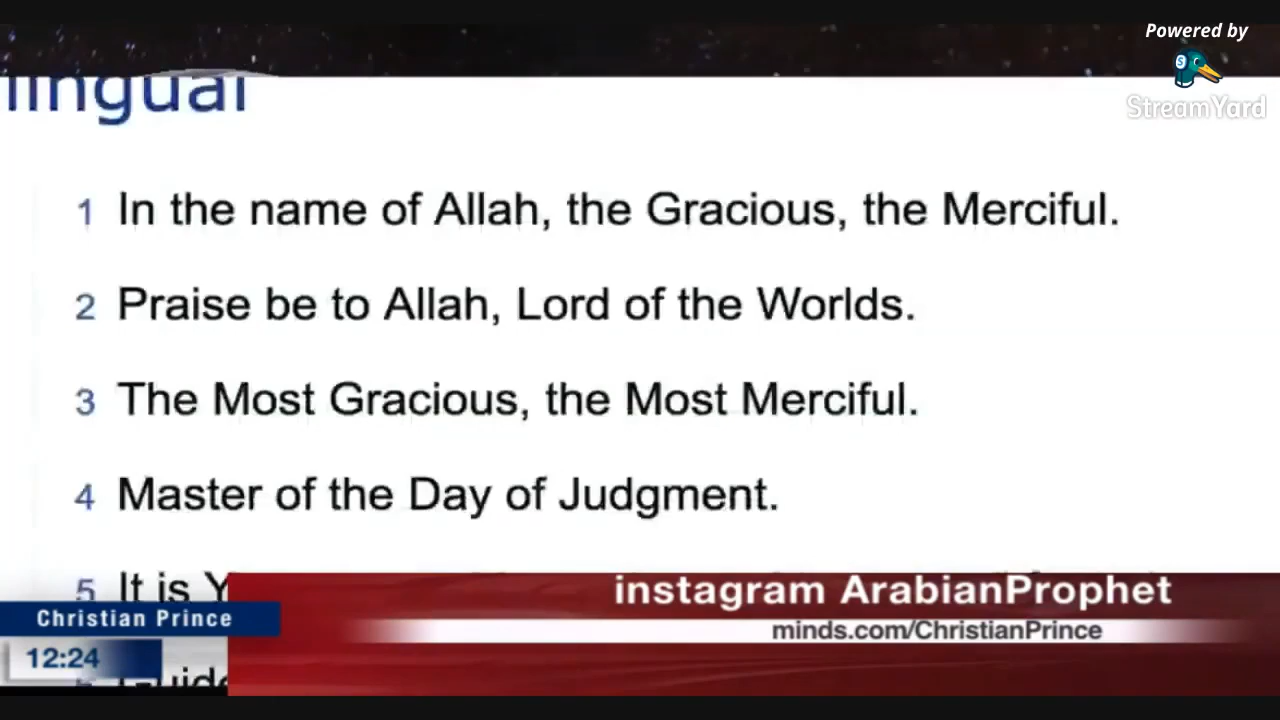 Powered by
StreamYard
lingual
1 In the name of Allah, the Gracious, the Merciful.
2 Praise be to Allah, Lord of the Worlds.
3 The Most Gracious, the Most Merciful.
4 Master of the Day of Judgment.
5 It is
instagram ArabianProphet
Christian Prince
minds.com/ChristianPrince
12:24